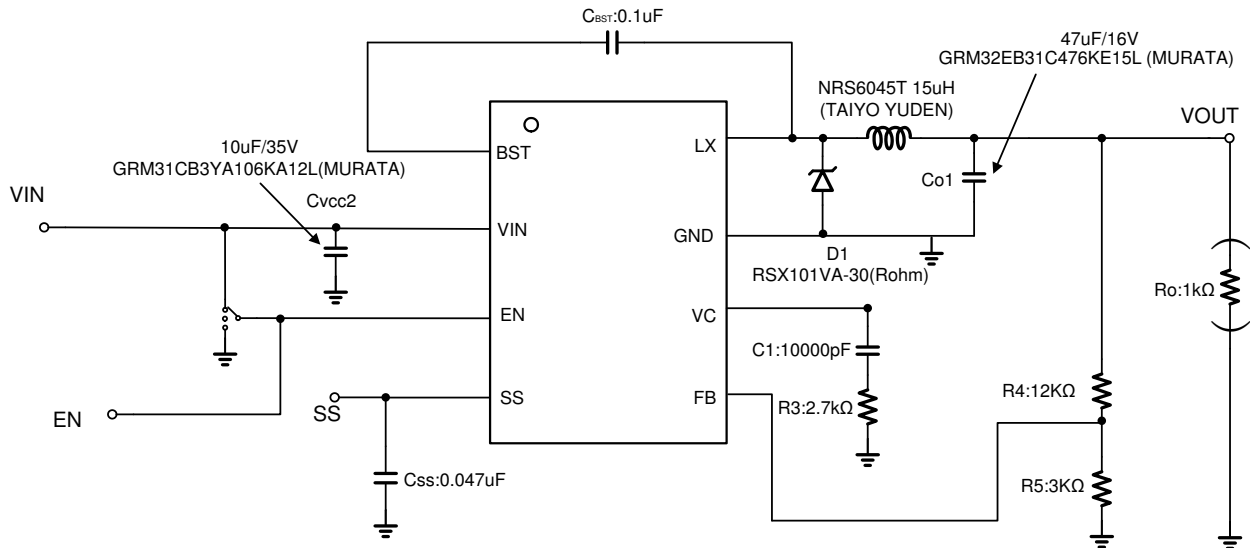 CBST:0.1uF
47uF/16V
GRM32EB31C476KE15L (MURATA)
NRS6045T 15uH
(TAIYO YUDEN)
VOUT
LX
BST
10uF/35V
GRM31CB3YA106KA12L(MURATA)
Cvcc2
Co1
VIN
VIN
GND
D1
RSX101VA-30(Rohm)
Ro:1kΩ
EN
VC
C1:10000pF
R3:2.7kΩ
R4:12KΩ
EN
SS
SS
FB
Css:0.047uF
R5:3KΩ